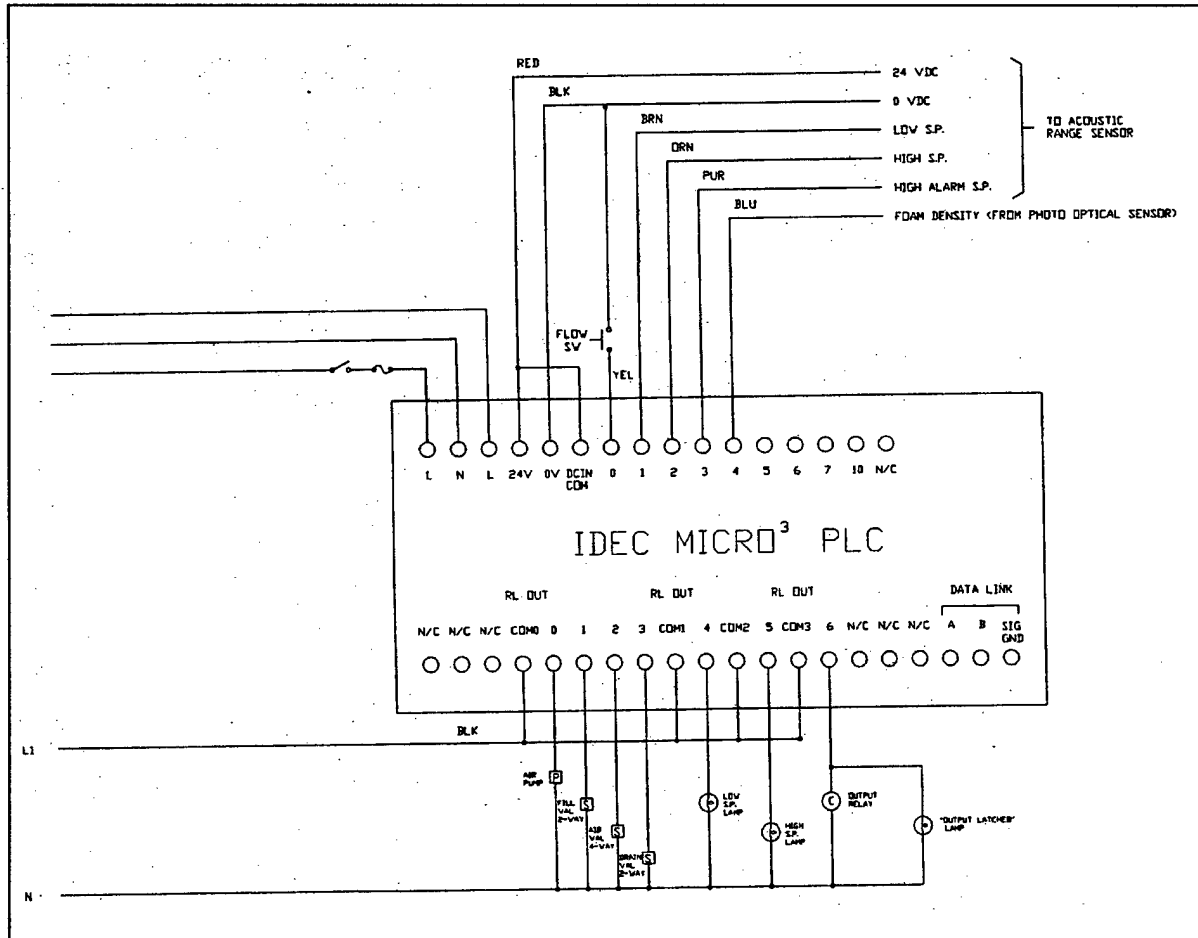 RED
24 VDC
BLK
0 VDC
BRN
LOW S.P.
TO ACOUSTIC
RANGE SENSOR
ORN
HIGH S.P.
PUR
HIGH ALARM S.P.
BLU
FOAM DENSITY (FROM PHOTO OPTICAL SENSOR)
FLOW
SW
YEL
L N L 24V 0V DCIN COM 0 1 2 3 4 5 6 7 10 N/C
IDEC MICRO³ PLC
RL OUT RL OUT RL OUT DATA LINK
N/C N/C N/C COM0 0 1 2 3 COM1 4 COM2 5 COM3 6 N/C N/C N/C A B SIG GND
BLK
L1
AIR
PUMP
P
FILL
VAL
2-WAY
S
AIR
VAL
4-WAY
S
DRAIN
VAL
2-WAY
S
LOW
S.P.
LAMP
HIGH
S.P.
LAMP
C
OUTPUT
RELAY
"OUTPUT LATCHED"
LAMP
N